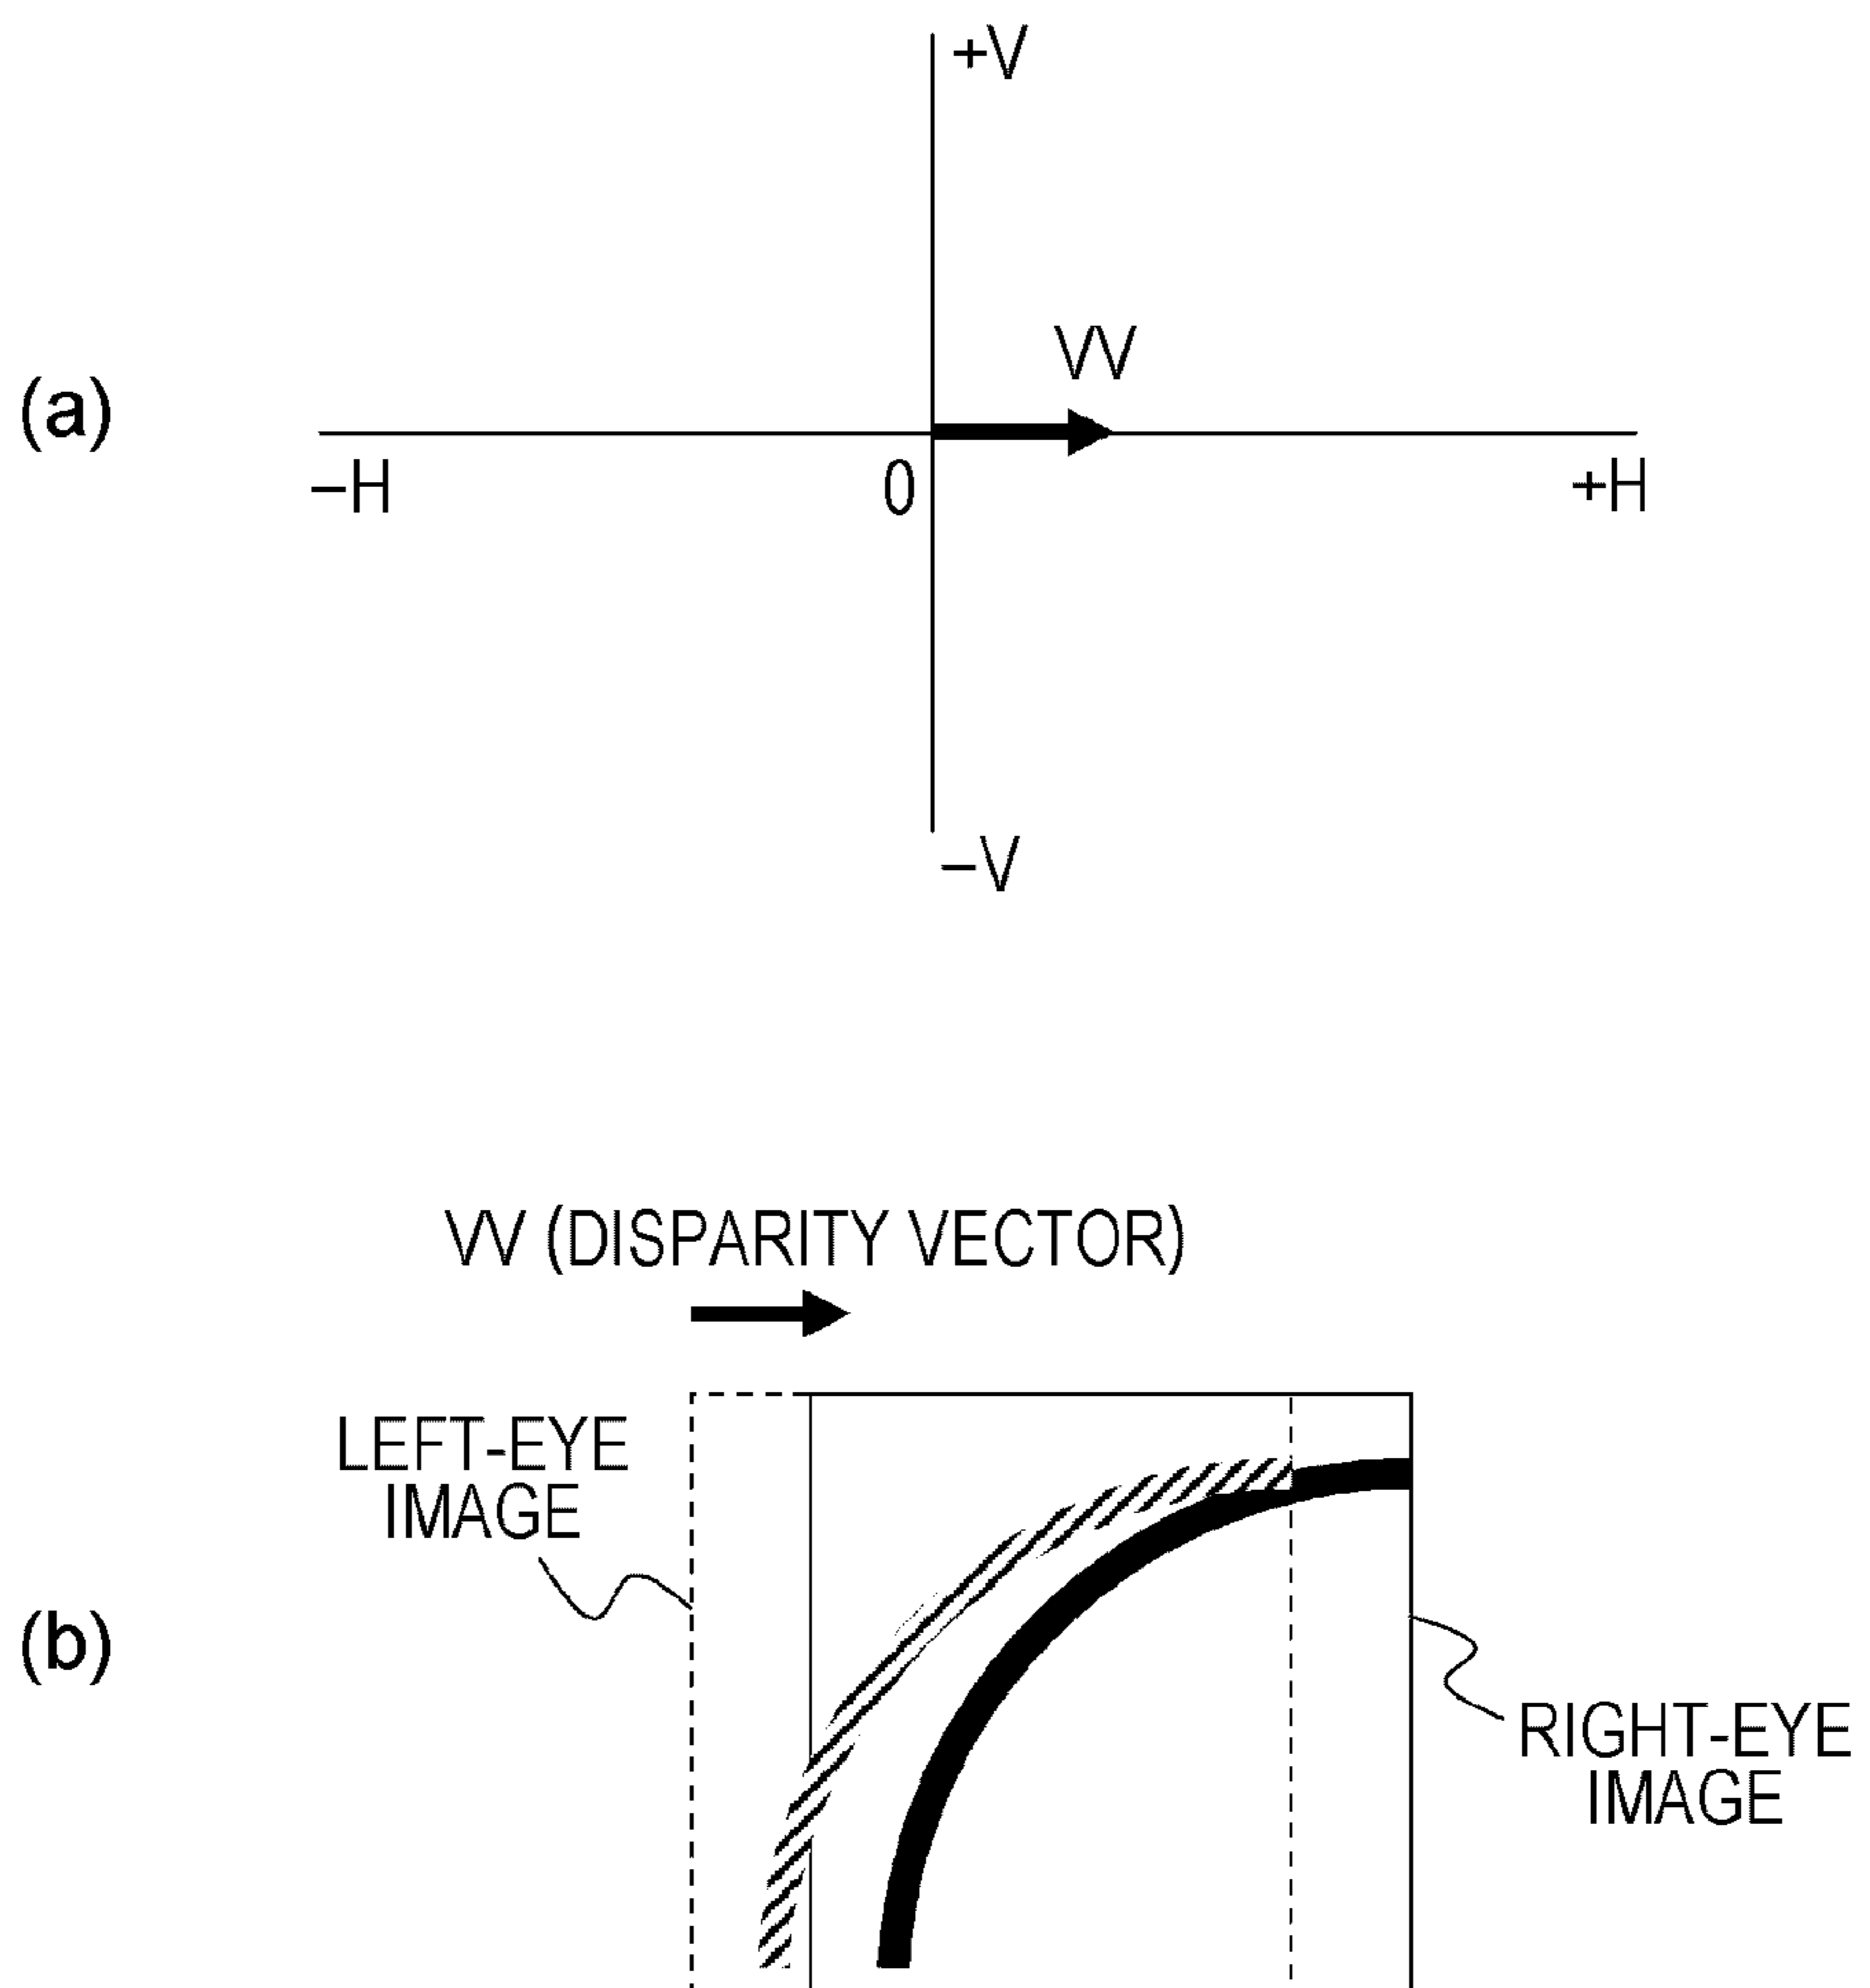 +V
VV
(a)
–H
0
+H
–V
VV (DISPARITY VECTOR)
LEFT-EYE
IMAGE
(b)
RIGHT-EYE
IMAGE